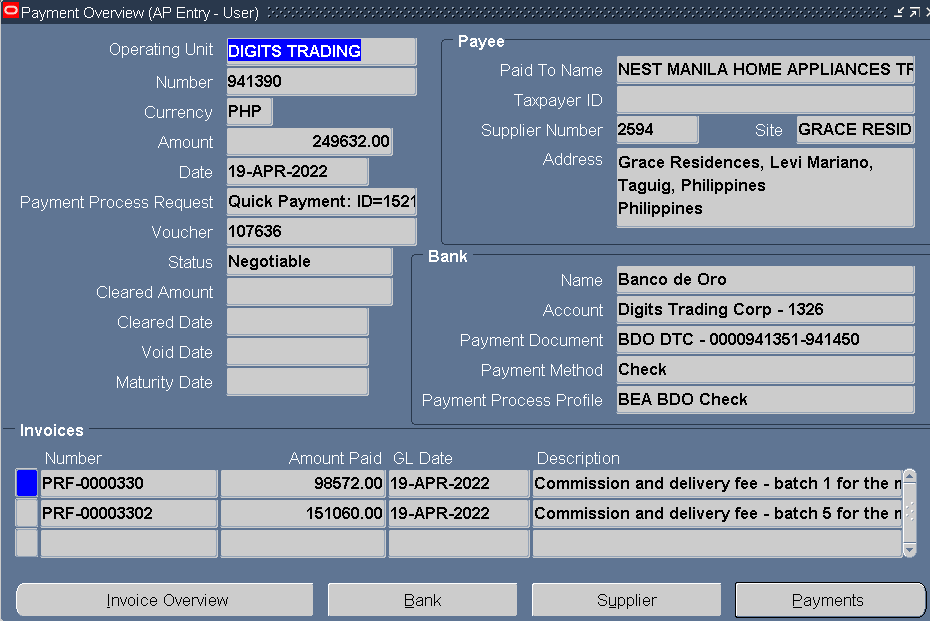 Payment Overview (AP Entry - User)
Operating Unit DIGITS TRADING
Number 941390
Currency PHP
Amount 249632.00
Date 19-APR-2022
Payment Process Request Quick Payment: ID=1521
Voucher 107636
Status Negotiable
Cleared Amount
Cleared Date
Void Date
Maturity Date
Payee
Paid To Name NEST MANILA HOME APPLIANCES TR
Taxpayer ID
Supplier Number 2594 Site GRACE RESID
Address Grace Residences, Levi Mariano,
Taguig, Philippines
Philippines
Bank
Name Banco de Oro
Account Digits Trading Corp - 1326
Payment Document BDO DTC - 0000941351-941450
Payment Method Check
Payment Process Profile BEA BDO Check
Invoices
Number Amount Paid GL Date Description
PRF-0000330 98572.00 19-APR-2022 Commission and delivery fee - batch 1 for the
PRF-00003302 151060.00 19-APR-2022 Commission and delivery fee - batch 5 for the
Invoice Overview Bank Supplier Payments